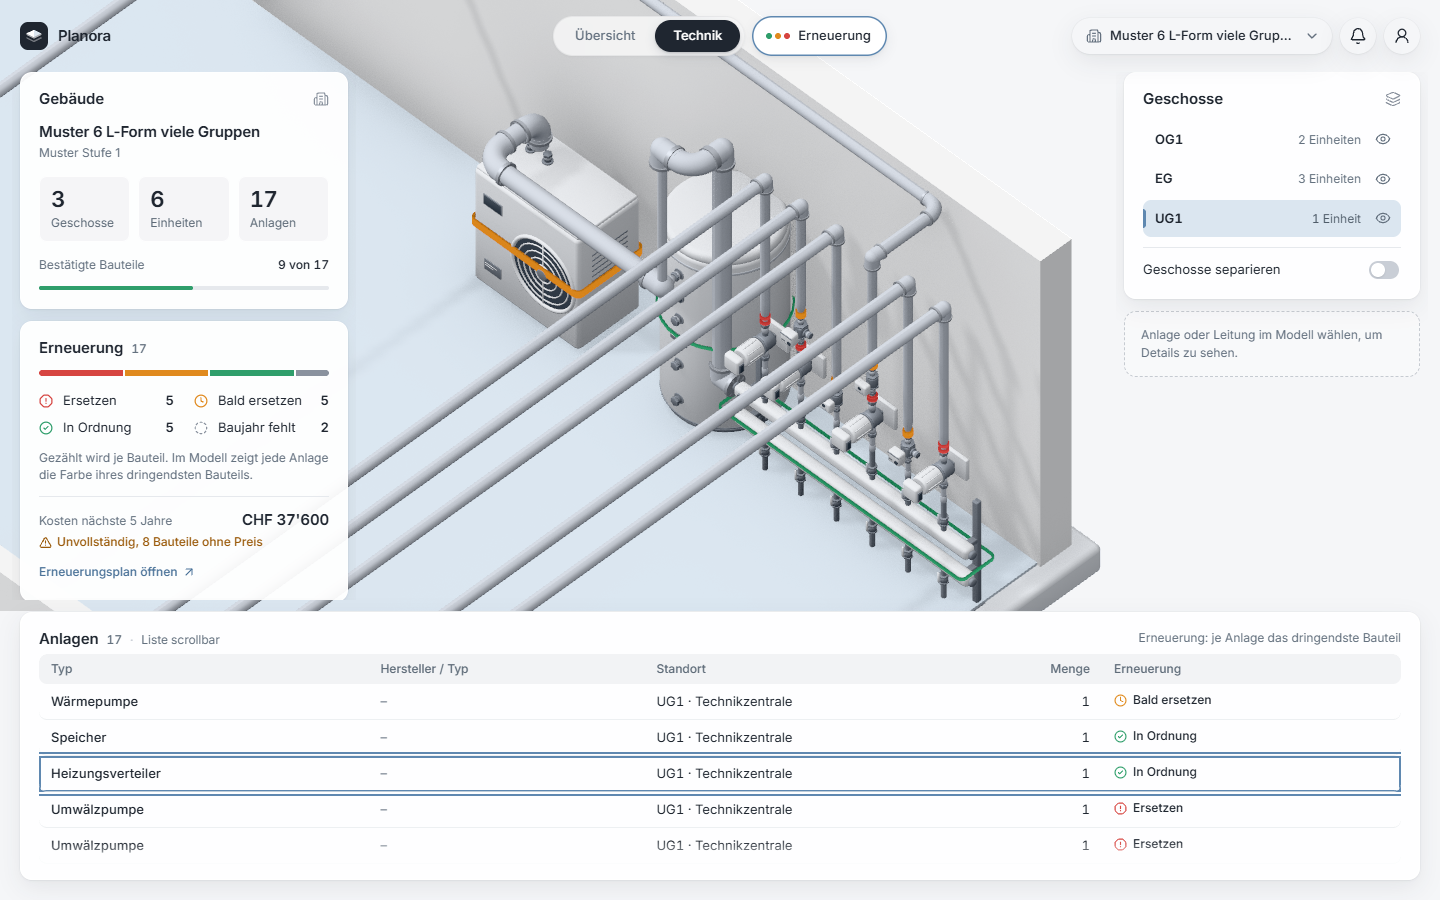 Planora
Übersicht
Technik
Erneuerung
Muster 6 L-Form viele Grup...
Gebäude
Muster 6 L-Form viele Gruppen
Muster Stufe 1
3 6 17
Geschosse Einheiten Anlagen
Bestätigte Bauteile 9 von 17
Erneuerung 17
Ersetzen 5 Bald ersetzen 5
In Ordnung 5 Baujahr fehlt 2
Gezählt wird je Bauteil. Im Modell zeigt jede Anlage
die Farbe ihres dringendsten Bauteils.
Kosten nächste 5 Jahre CHF 37'600
Unvollständig, 8 Bauteile ohne Preis
Erneuerungsplan öffnen
Geschosse
OG1 2 Einheiten
EG 3 Einheiten
UG1 1 Einheit
Geschosse separieren
Anlage oder Leitung im Modell wählen, um
Details zu sehen.
Anlagen 17 · Liste scrollbar Erneuerung: je Anlage das dringendste Bauteil
Typ Hersteller / Typ Standort Menge Erneuerung
Wärmepumpe – UG1 · Technikzentrale 1 Bald ersetzen
Speicher – UG1 · Technikzentrale 1 In Ordnung
Heizungsverteiler – UG1 · Technikzentrale 1 In Ordnung
Umwälzpumpe – UG1 · Technikzentrale 1 Ersetzen
Umwälzpumpe – UG1 · Technikzentrale 1 Ersetzen